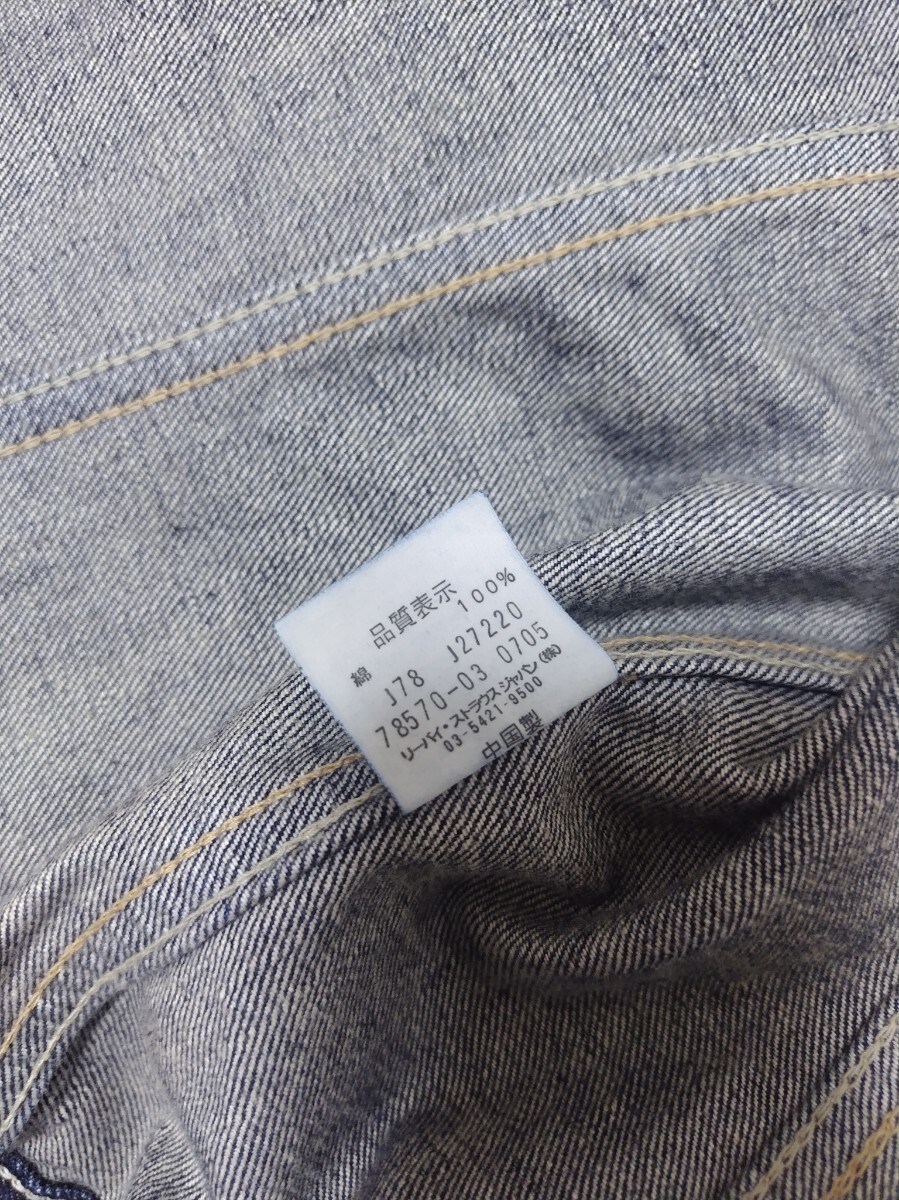 品質表示
綿 100%
J78 J27220
78570-03 0705
リーバイ・ストラウスジャパン(株)
03-5421-9500
中国製